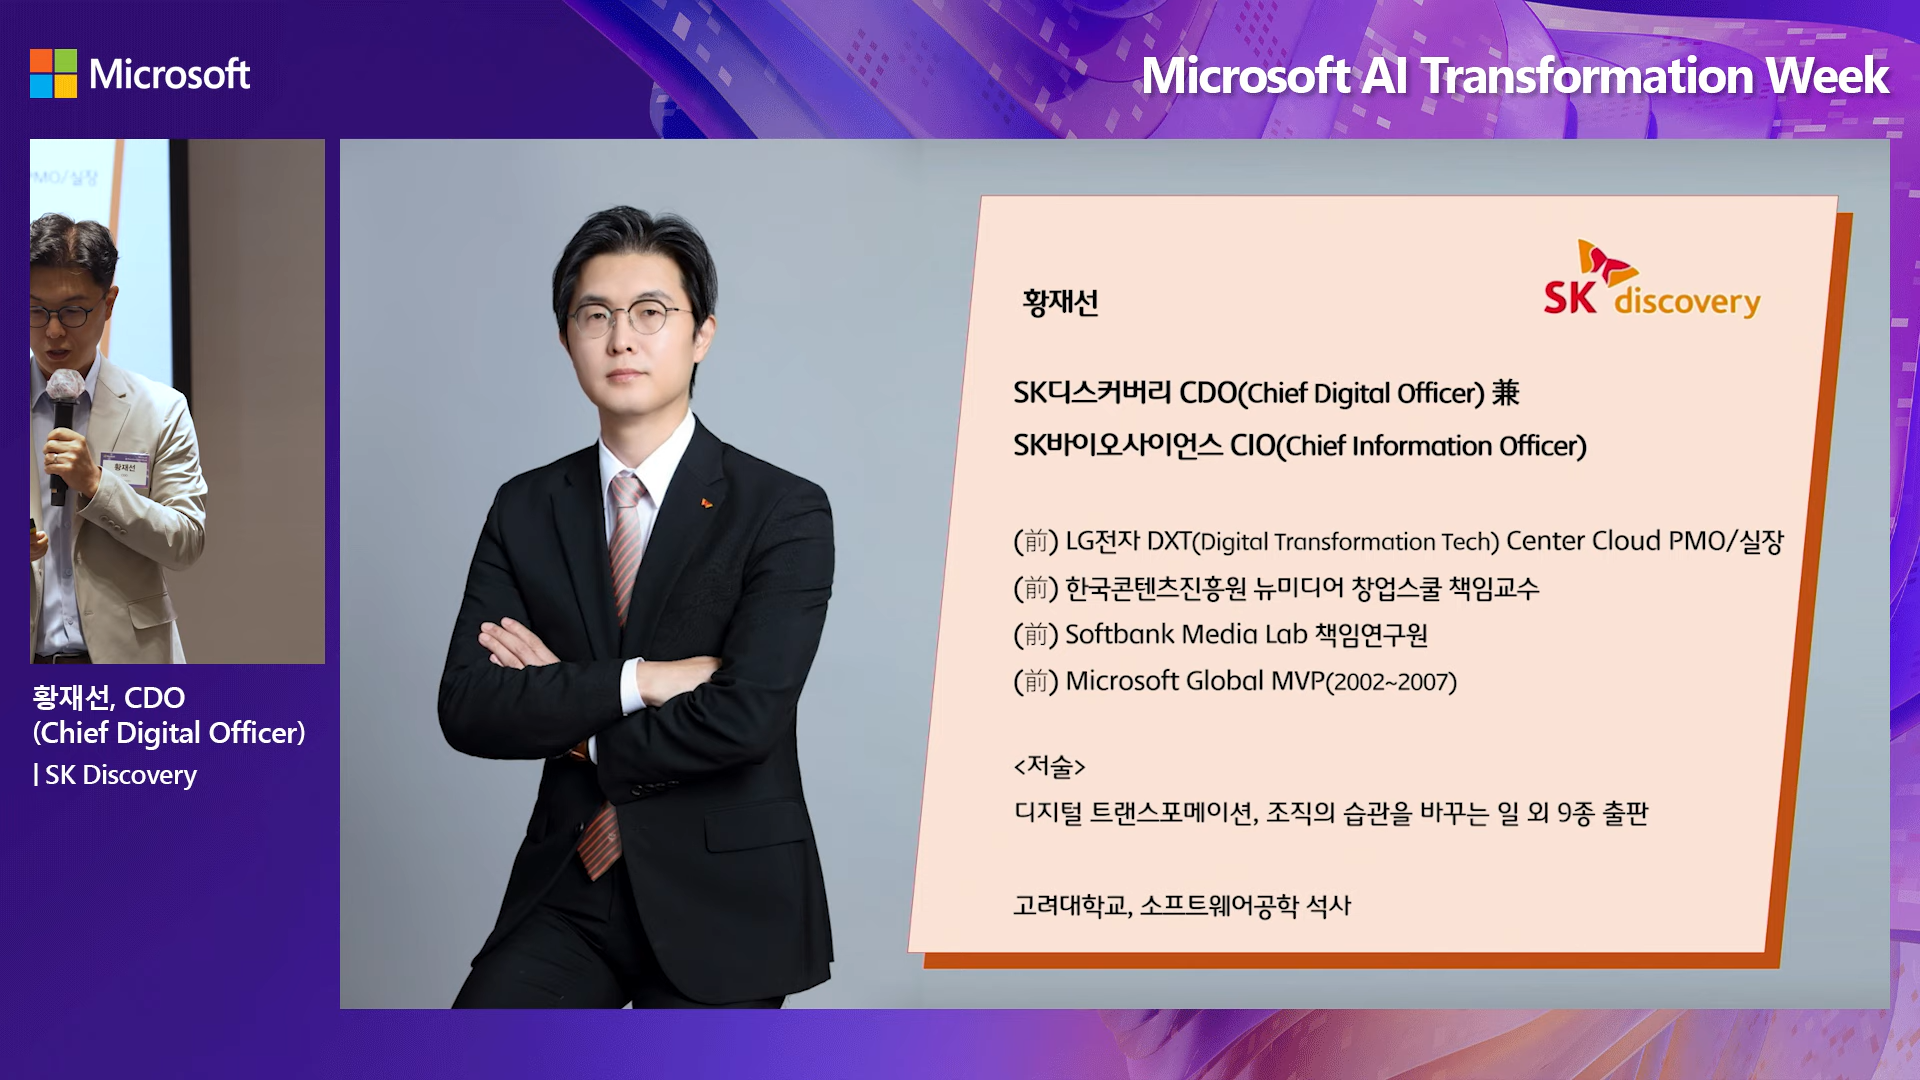 Microsoft
Microsoft AI Transformation Week
PMO/실장
황재선
황재선, CDO
(Chief Digital Officer)
| SK Discovery
황재선
SK discovery
SK디스커버리 CDO(Chief Digital Officer) 兼
SK바이오사이언스 CIO(Chief Information Officer)
(前) LG전자 DXT(Digital Transformation Tech) Center Cloud PMO/실장
(前) 한국콘텐츠진흥원 뉴미디어 창업스쿨 책임교수
(前) Softbank Media Lab 책임연구원
(前) Microsoft Global MVP(2002~2007)
<저술>
디지털 트랜스포메이션, 조직의 습관을 바꾸는 일 외 9종 출판
고려대학교, 소프트웨어공학 석사